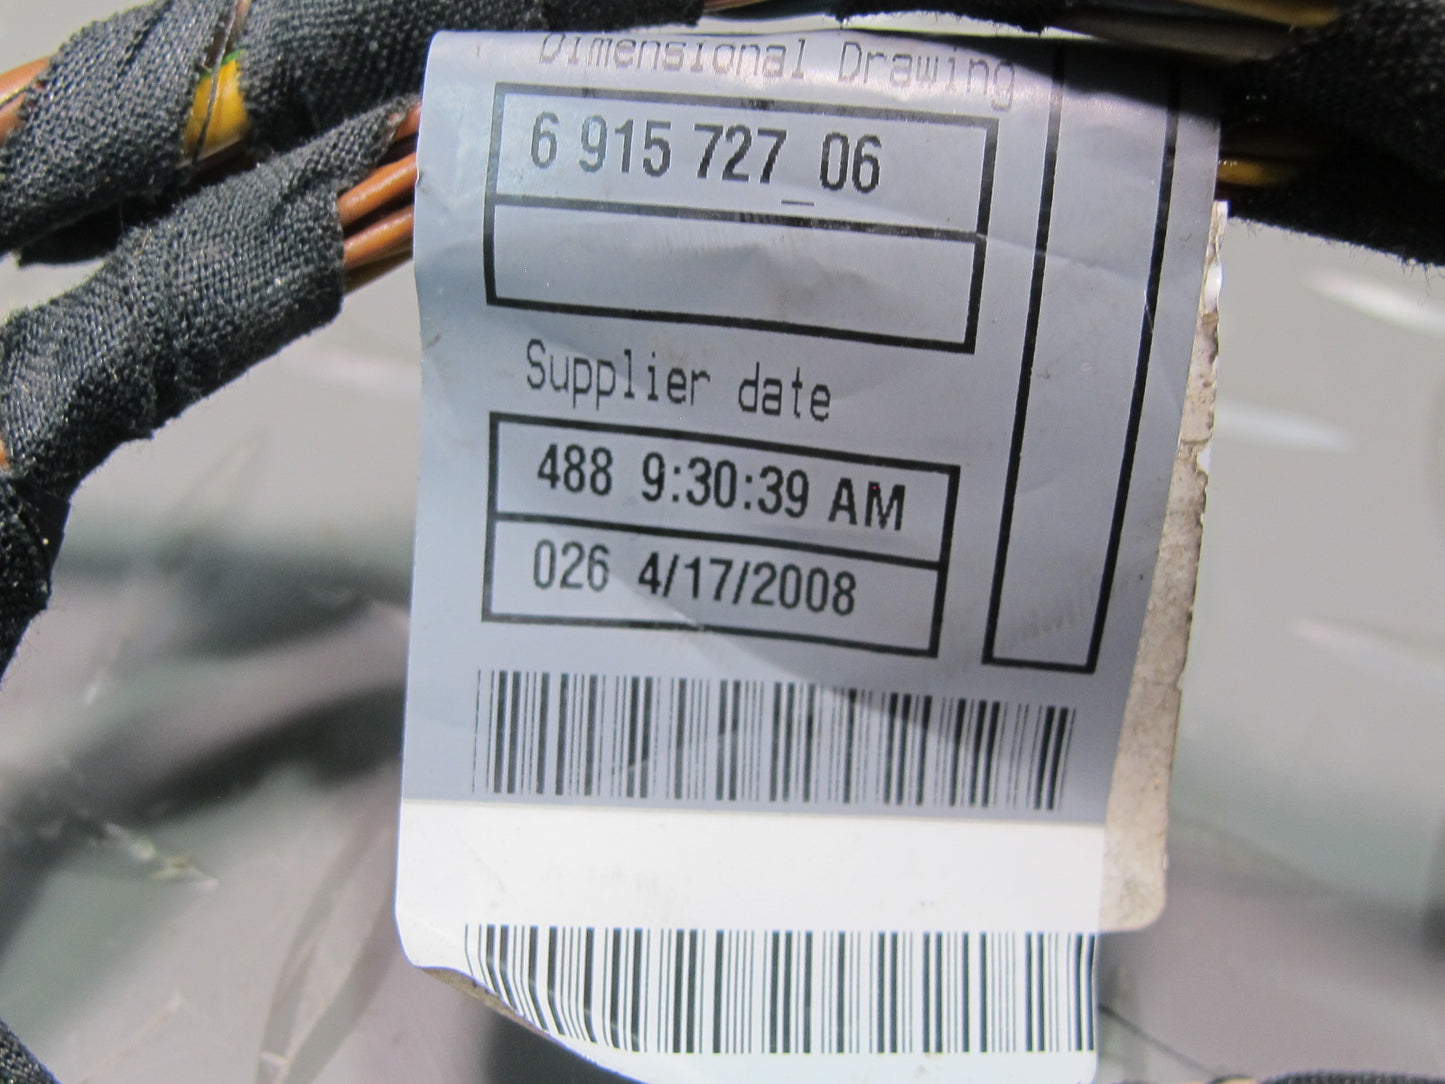 Dimensional Drawing
6 915 727_06
Supplier date
488 9:30:39 AM
026 4/17/2008